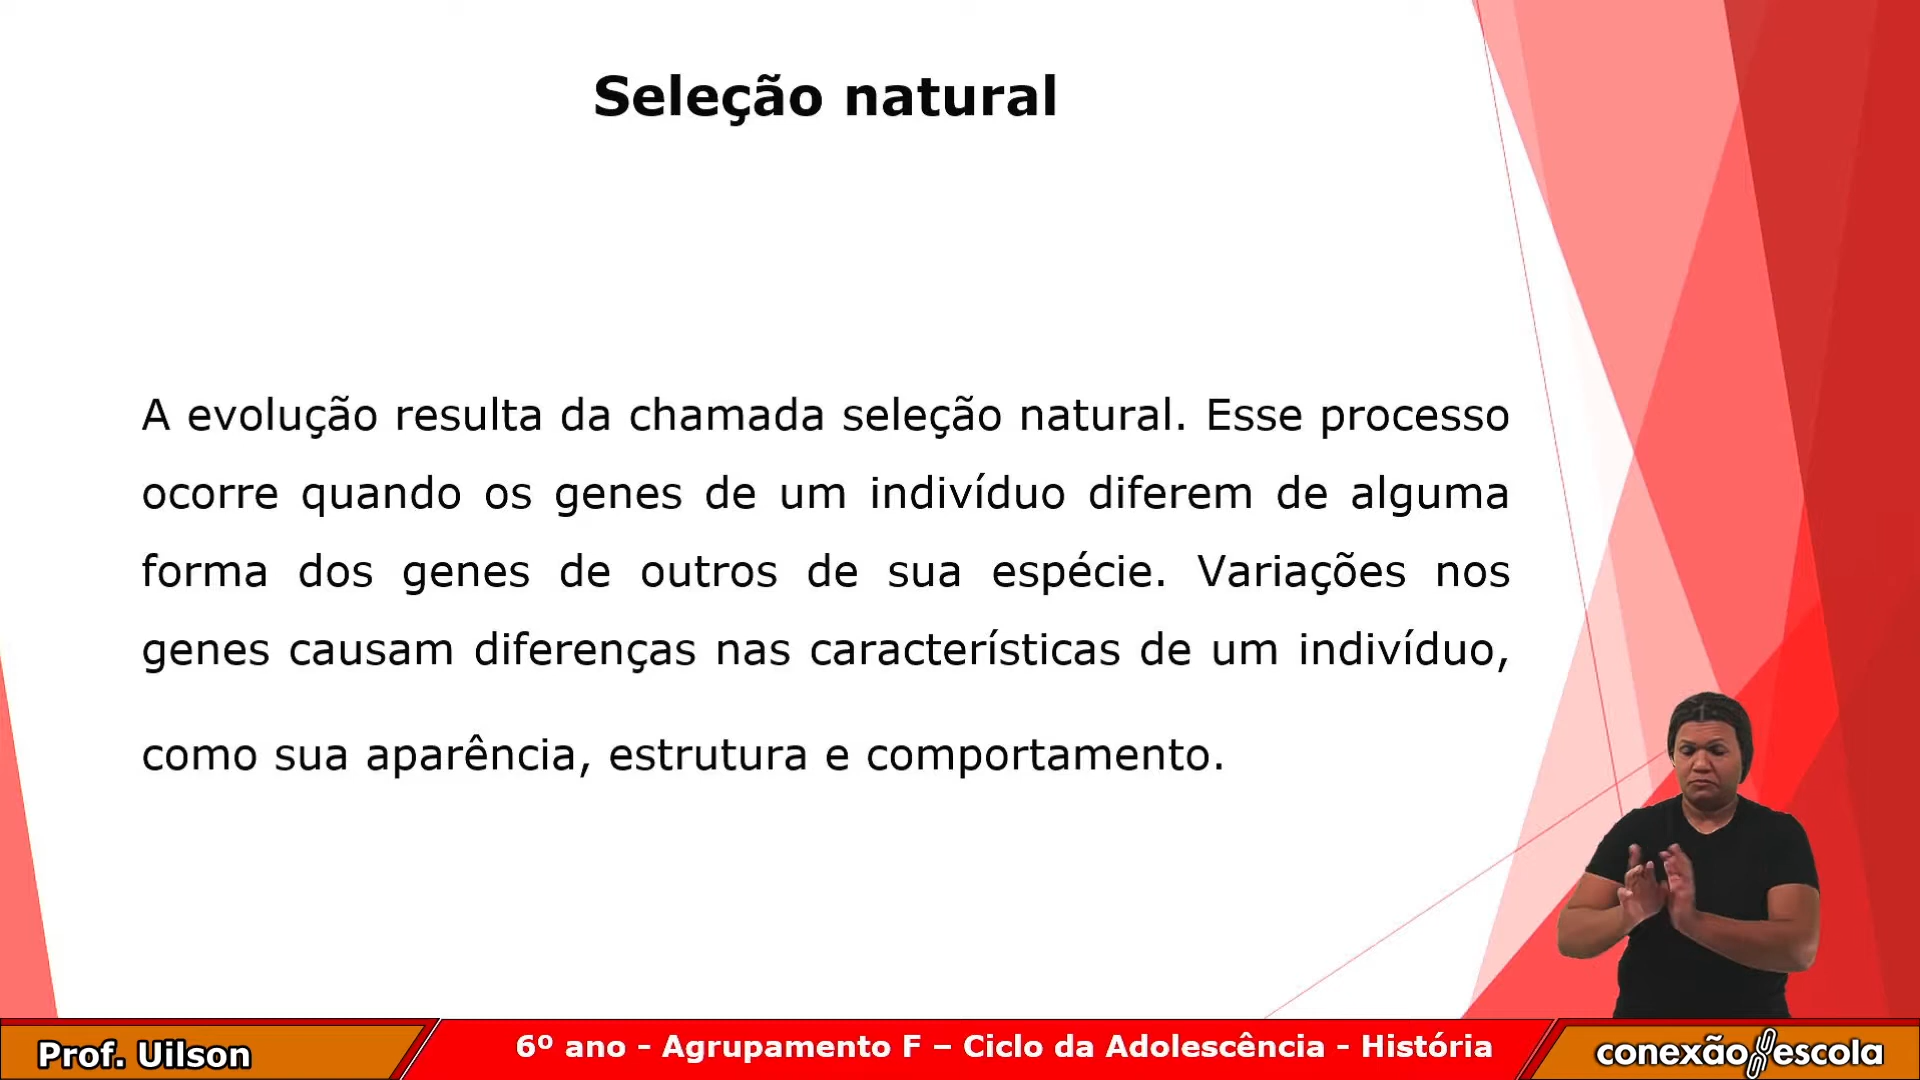 Seleção natural
A evolução resulta da chamada seleção natural. Esse processo
ocorre quando os genes de um indivíduo diferem de alguma
forma dos genes de outros de sua espécie. Variações nos
genes causam diferenças nas características de um indivíduo,
como sua aparência, estrutura e comportamento.
Prof. Uilson
6º ano - Agrupamento F – Ciclo da Adolescência - História
conexão escola